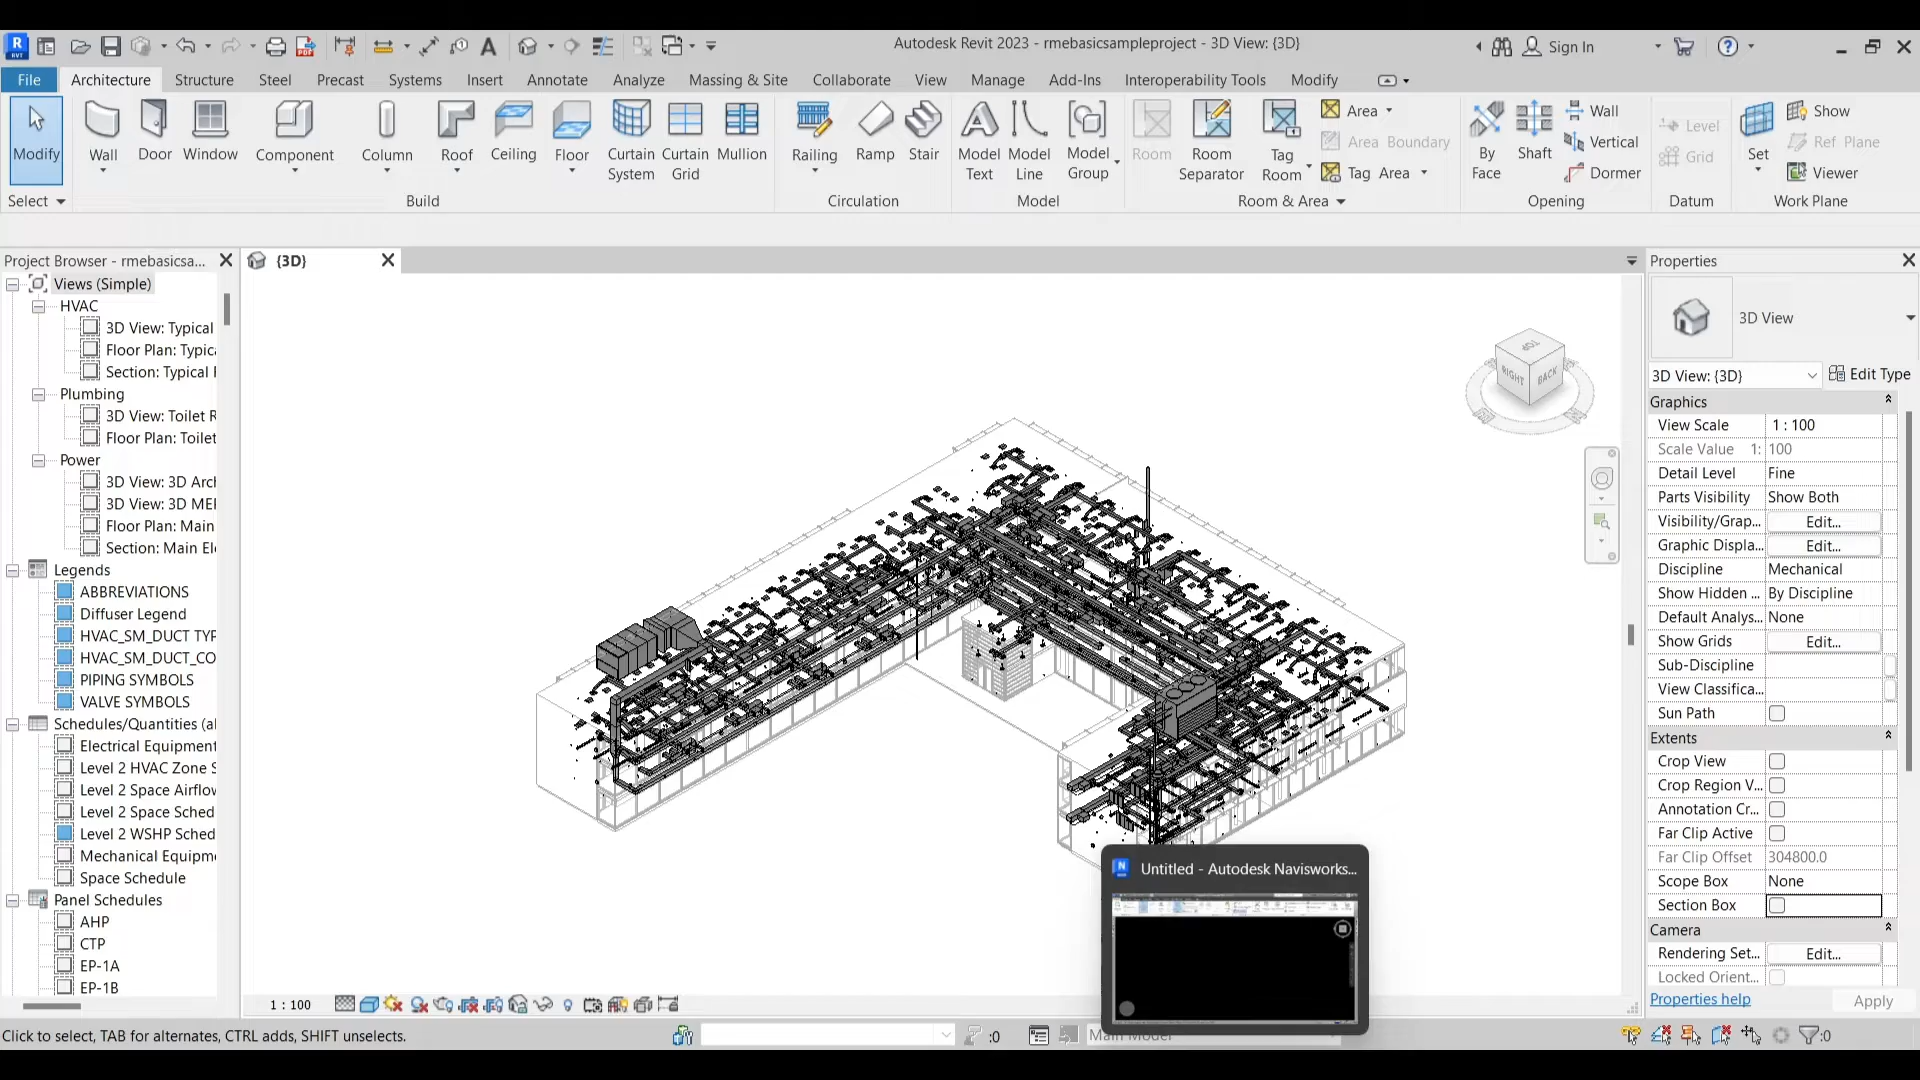 Autodesk Revit 2023 - rmebasicsampleproject - 3D View: {3D}
Sign In
File Architecture Structure Steel Precast Systems Insert Annotate Analyze Massing & Site Collaborate View Manage Add-Ins Interoperability Tools Modify
Modify
Wall
Door
Window
Component
Column
Roof
Ceiling
Floor
Curtain System
Curtain Grid
Mullion
Railing
Ramp
Stair
Model Text
Model Line
Model Group
Room
Room Separator
Tag Room
Area
Area Boundary
Tag Area
By Face
Shaft
Wall
Vertical
Dormer
Level
Grid
Set
Show
Ref Plane
Viewer
Select
Build
Circulation
Model
Room & Area
Opening
Datum
Work Plane
Project Browser - rmebasicsa...
Views (Simple)
HVAC
3D View: Typical
Floor Plan: Typic
Section: Typical
Plumbing
3D View: Toilet R
Floor Plan: Toilet
Power
3D View: 3D Arc
3D View: 3D ME
Floor Plan: Main
Section: Main El
Legends
ABBREVIATIONS
Diffuser Legend
HVAC_SM_DUCT TYP
HVAC_SM_DUCT_CO
PIPING SYMBOLS
VALVE SYMBOLS
Schedules/Quantities (al
Electrical Equipment
Level 2 HVAC Zone S
Level 2 Space Airflow
Level 2 Space Sched
Level 2 WSHP Sched
Mechanical Equipm
Space Schedule
Panel Schedules
AHP
CTP
EP-1A
EP-1B
{3D}
TOP
RIGHT
BACK
Untitled - Autodesk Navisworks...
1 : 100
Properties
3D View
3D View: {3D}
Edit Type
Graphics
View Scale 1 : 100
Scale Value 1: 100
Detail Level Fine
Parts Visibility Show Both
Visibility/Grap... Edit...
Graphic Displa... Edit...
Discipline Mechanical
Show Hidden ... By Discipline
Default Analys... None
Show Grids Edit...
Sub-Discipline
View Classifica...
Sun Path
Extents
Crop View
Crop Region V...
Annotation Cr...
Far Clip Active
Far Clip Offset 304800.0
Scope Box None
Section Box
Camera
Rendering Set... Edit...
Locked Orient...
Properties help
Apply
Click to select, TAB for alternates, CTRL adds, SHIFT unselects.
:0
Main Model
:0